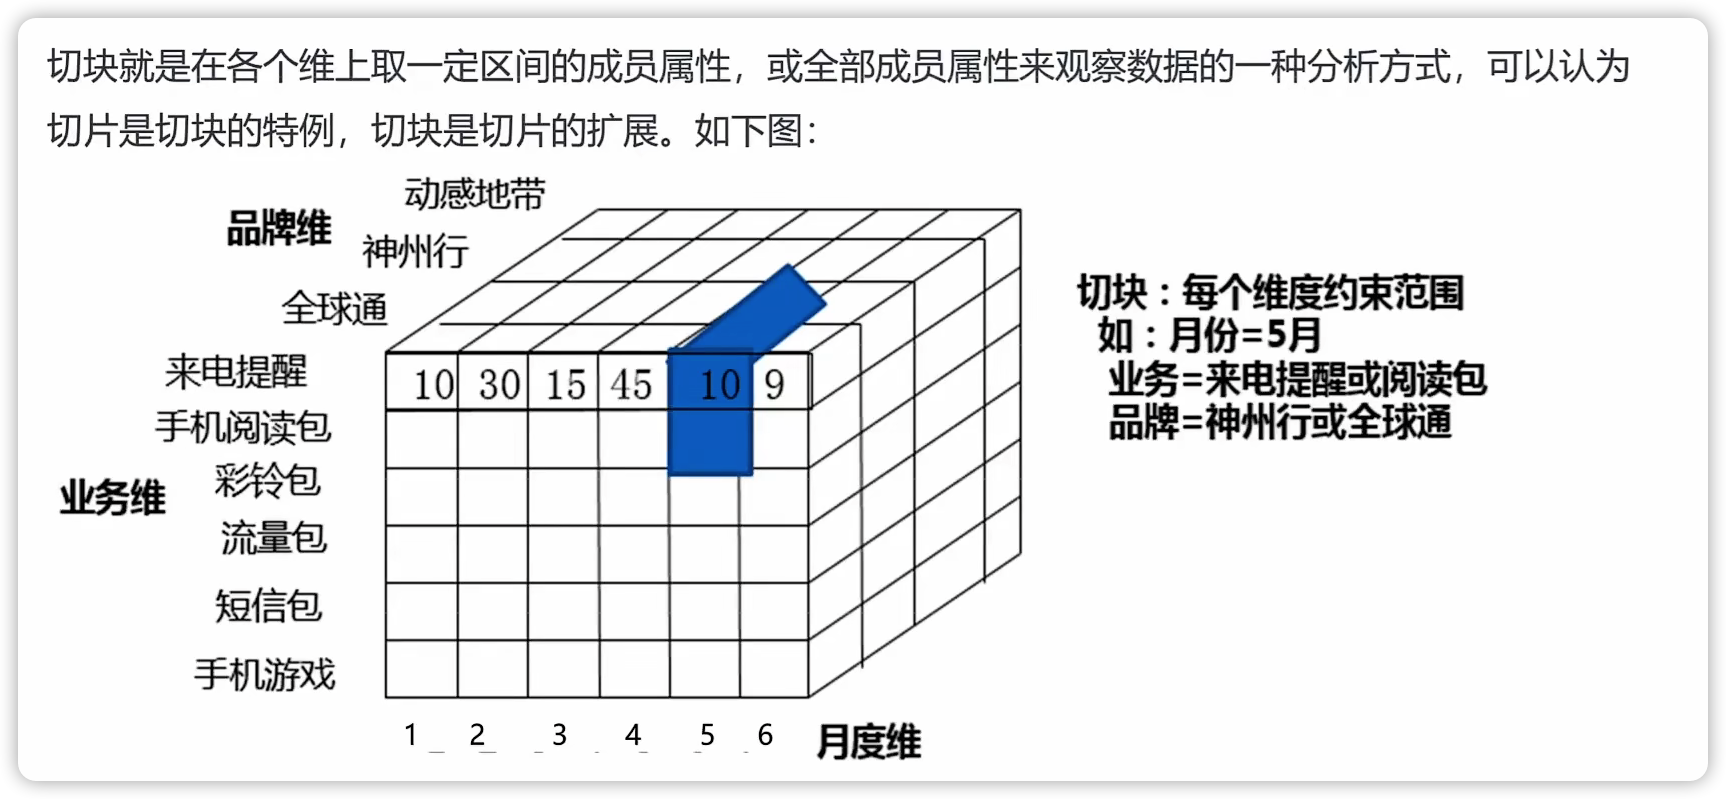 切块就是在各个维上取一定区间的成员属性，或全部成员属性来观察数据的一种分析方式，可以认为
切片是切块的特例，切块是切片的扩展。如下图：
动感地带
品牌维
神州行
全球通
来电提醒
10 30 15 45 10 9
手机阅读包
彩铃包
业务维
流量包
短信包
手机游戏
1 2 3 4 5 6
月度维
切块：每个维度约束范围
如：月份=5月
业务=来电提醒或阅读包
品牌=神州行或全球通